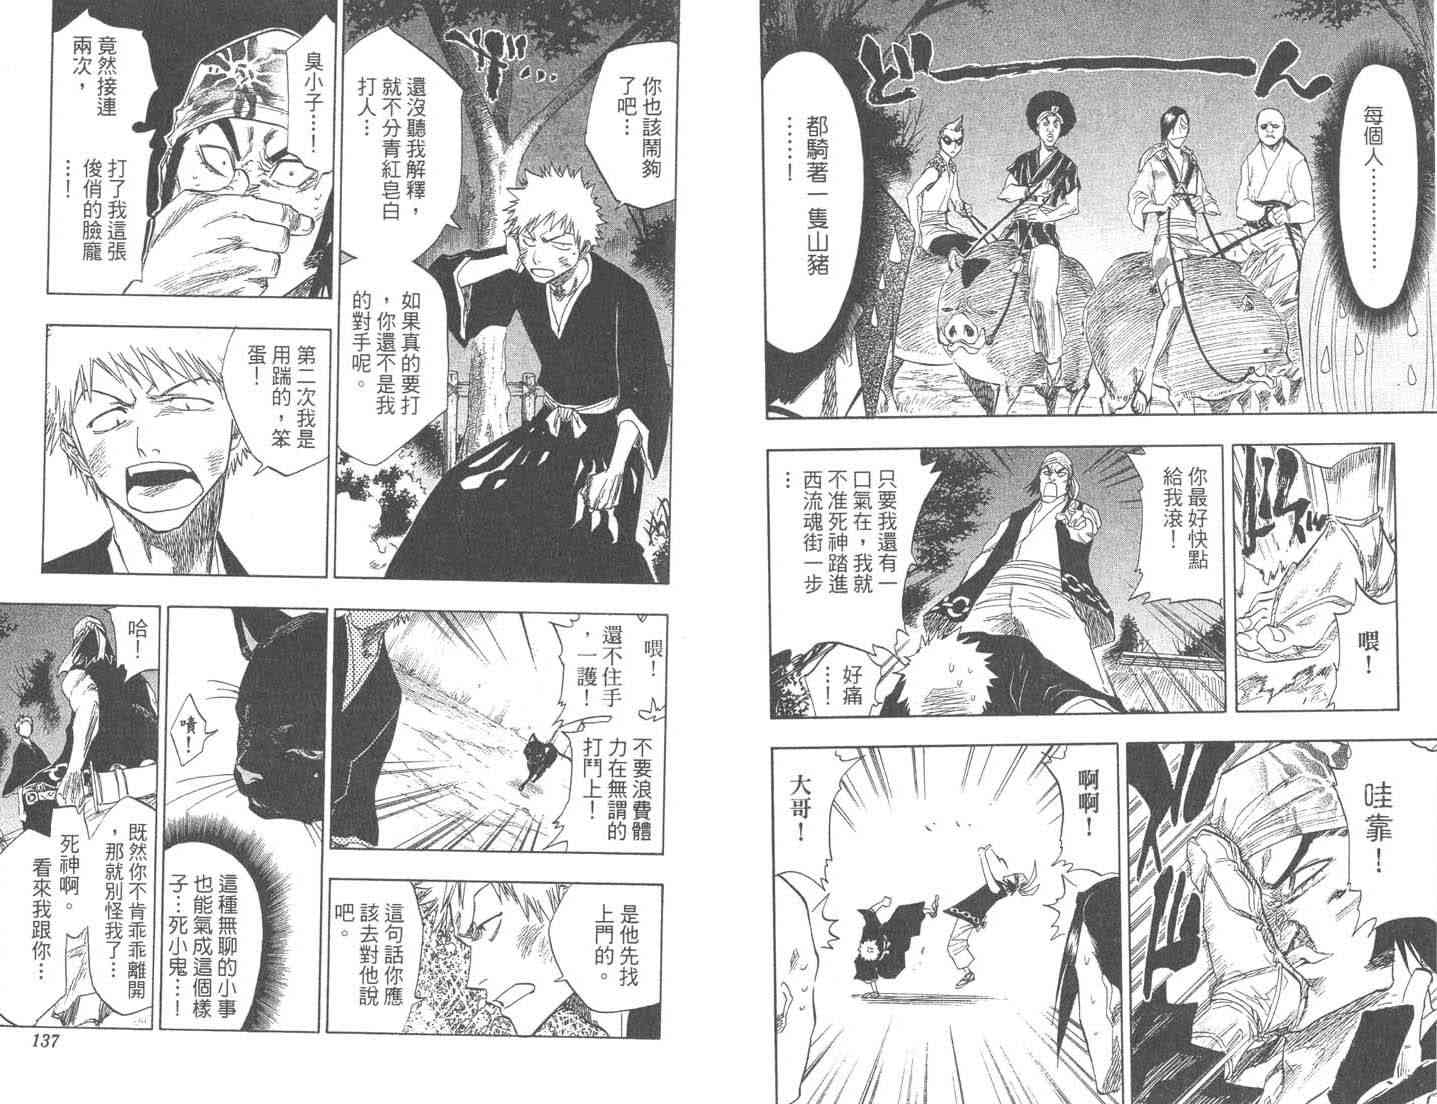 每個人………………
都騎著一隻山豬
……！
どーーん
喂！
你最好快點
給我滾！
只要我還有一
口氣在，我就
不准死神踏進
西流魂街一步
…
好痛
…！
哇靠！
啊啊！
大哥！
你也該鬧夠
了吧…
還沒聽我解釋，
就不分青紅皂白
打人…
如果真的要打
，你還不是我
的對手呢。
臭小子……！
竟然接連
兩次，
打了我這張
俊俏的臉龐
…！
第二次我是
用踹的，笨
蛋！
喂！
還不住手
，一護！
不要浪費體
力在無謂的
打鬥上！
是他先找
上門的。
這句話你應
該去對他說
吧。
嘖！
這種無聊的小事
也能氣成這個樣
子…死小鬼……！
哈！
既然你不肯乖乖離開
，那就別怪我了…
死神啊。
看來我跟你…
137